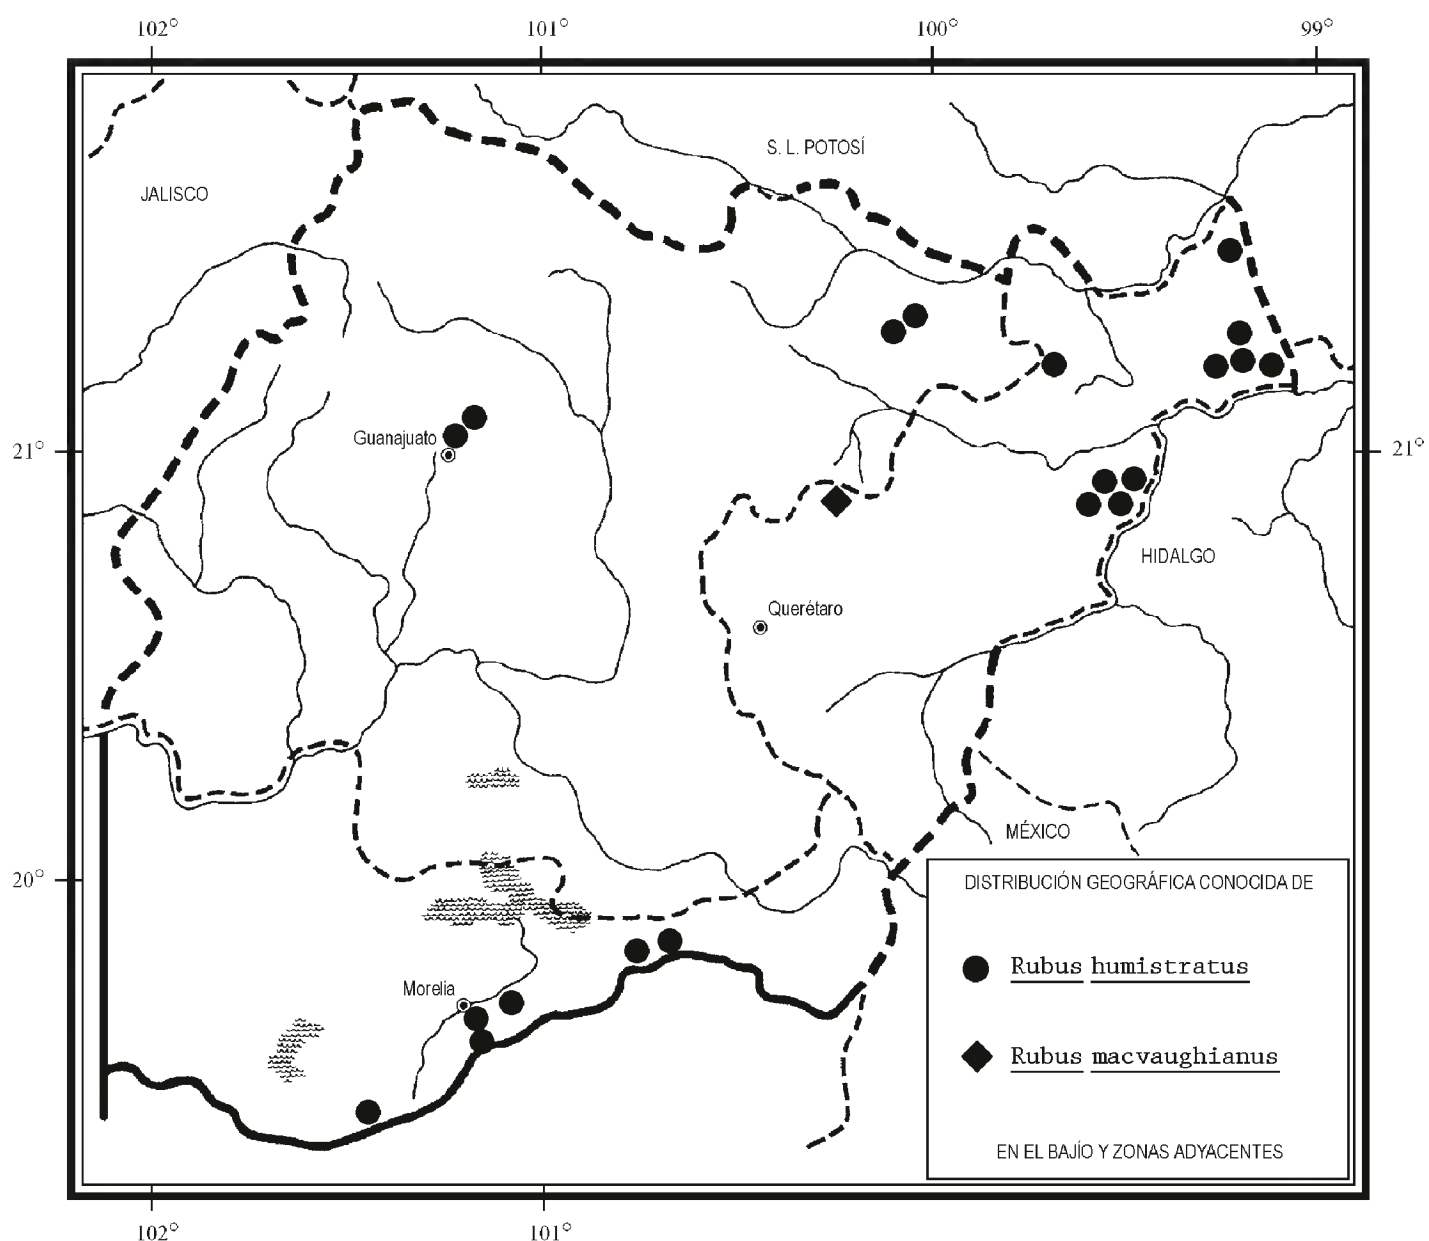 102° 101° 100° 99°
S. L. POTOSÍ
JALISCO
Guanajuato
21° 21°
HIDALGO
Querétaro
MÉXICO
20°
DISTRIBUCIÓN GEOGRÁFICA CONOCIDA DE
Rubus humistratus
Morelia
Rubus macvaughianus
EN EL BAJÍO Y ZONAS ADYACENTES
102° 101°